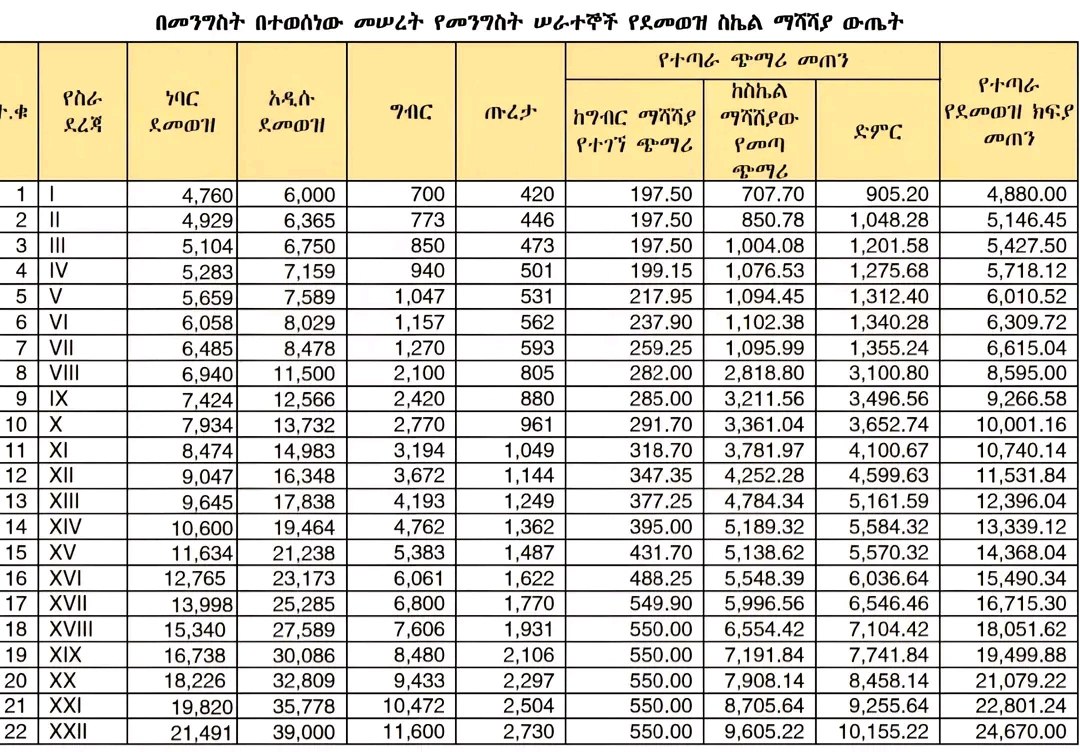 በመንግስት በተወሰነው መሠረት የመንግስት ሠራተኞች የደመወዝ ስኬል ማሻሻያ ውጤት
ት.ቁ የስራ ደረጃ ነባር ደመወዝ አዲሱ ደመወዝ ግብር ጡረታ የተጣራ ጭማሪ መጠን የተጣራ የደመወዝ ክፍያ መጠን
ከግብር ማሻሻያ የተገኘ ጭማሪ ከስኬል ማሻሽያው የመጣ ጭማሪ ድምር
1 I 4,760 6,000 700 420 197.50 707.70 905.20 4,880.00
2 II 4,929 6,365 773 446 197.50 850.78 1,048.28 5,146.45
3 III 5,104 6,750 850 473 197.50 1,004.08 1,201.58 5,427.50
4 IV 5,283 7,159 940 501 199.15 1,076.53 1,275.68 5,718.12
5 V 5,659 7,589 1,047 531 217.95 1,094.45 1,312.40 6,010.52
6 VI 6,058 8,029 1,157 562 237.90 1,102.38 1,340.28 6,309.72
7 VII 6,485 8,478 1,270 593 259.25 1,095.99 1,355.24 6,615.04
8 VIII 6,940 11,500 2,100 805 282.00 2,818.80 3,100.80 8,595.00
9 IX 7,424 12,566 2,420 880 285.00 3,211.56 3,496.56 9,266.58
10 X 7,934 13,732 2,770 961 291.70 3,361.04 3,652.74 10,001.16
11 XI 8,474 14,983 3,194 1,049 318.70 3,781.97 4,100.67 10,740.14
12 XII 9,047 16,348 3,672 1,144 347.35 4,252.28 4,599.63 11,531.84
13 XIII 9,645 17,838 4,193 1,249 377.25 4,784.34 5,161.59 12,396.04
14 XIV 10,600 19,464 4,762 1,362 395.00 5,189.32 5,584.32 13,339.12
15 XV 11,634 21,238 5,383 1,487 431.70 5,138.62 5,570.32 14,368.04
16 XVI 12,765 23,173 6,061 1,622 488.25 5,548.39 6,036.64 15,490.34
17 XVII 13,998 25,285 6,800 1,770 549.90 5,996.56 6,546.46 16,715.30
18 XVIII 15,340 27,589 7,606 1,931 550.00 6,554.42 7,104.42 18,051.62
19 XIX 16,738 30,086 8,480 2,106 550.00 7,191.84 7,741.84 19,499.88
20 XX 18,226 32,809 9,433 2,297 550.00 7,908.14 8,458.14 21,079.22
21 XXI 19,820 35,778 10,472 2,504 550.00 8,705.64 9,255.64 22,801.24
22 XXII 21,491 39,000 11,600 2,730 550.00 9,605.22 10,155.22 24,670.00